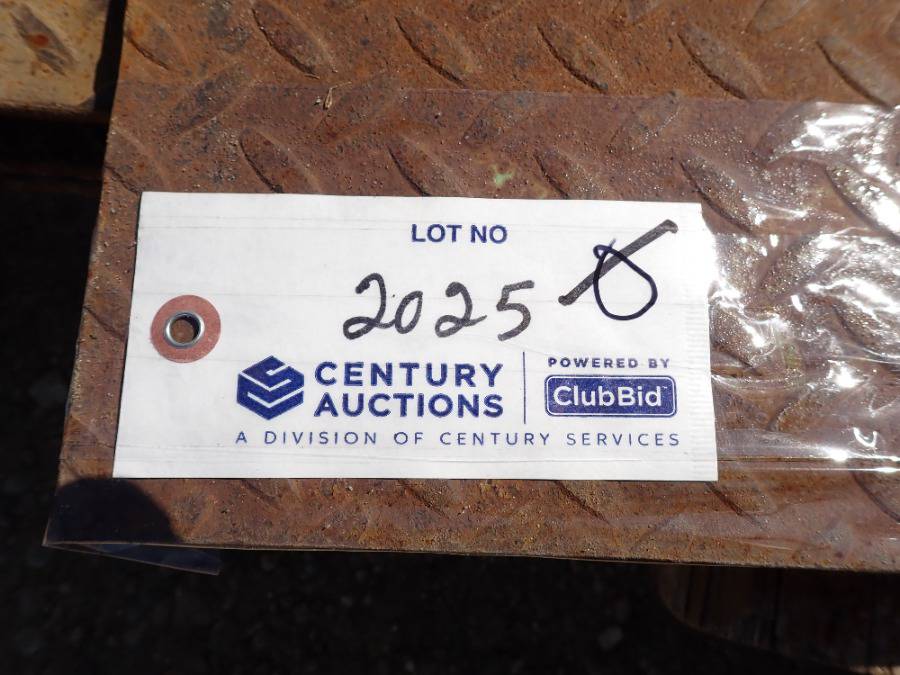 LOT NO
2025
CENTURY AUCTIONS
POWERED BY
ClubBid
A DIVISION OF CENTURY SERVICES